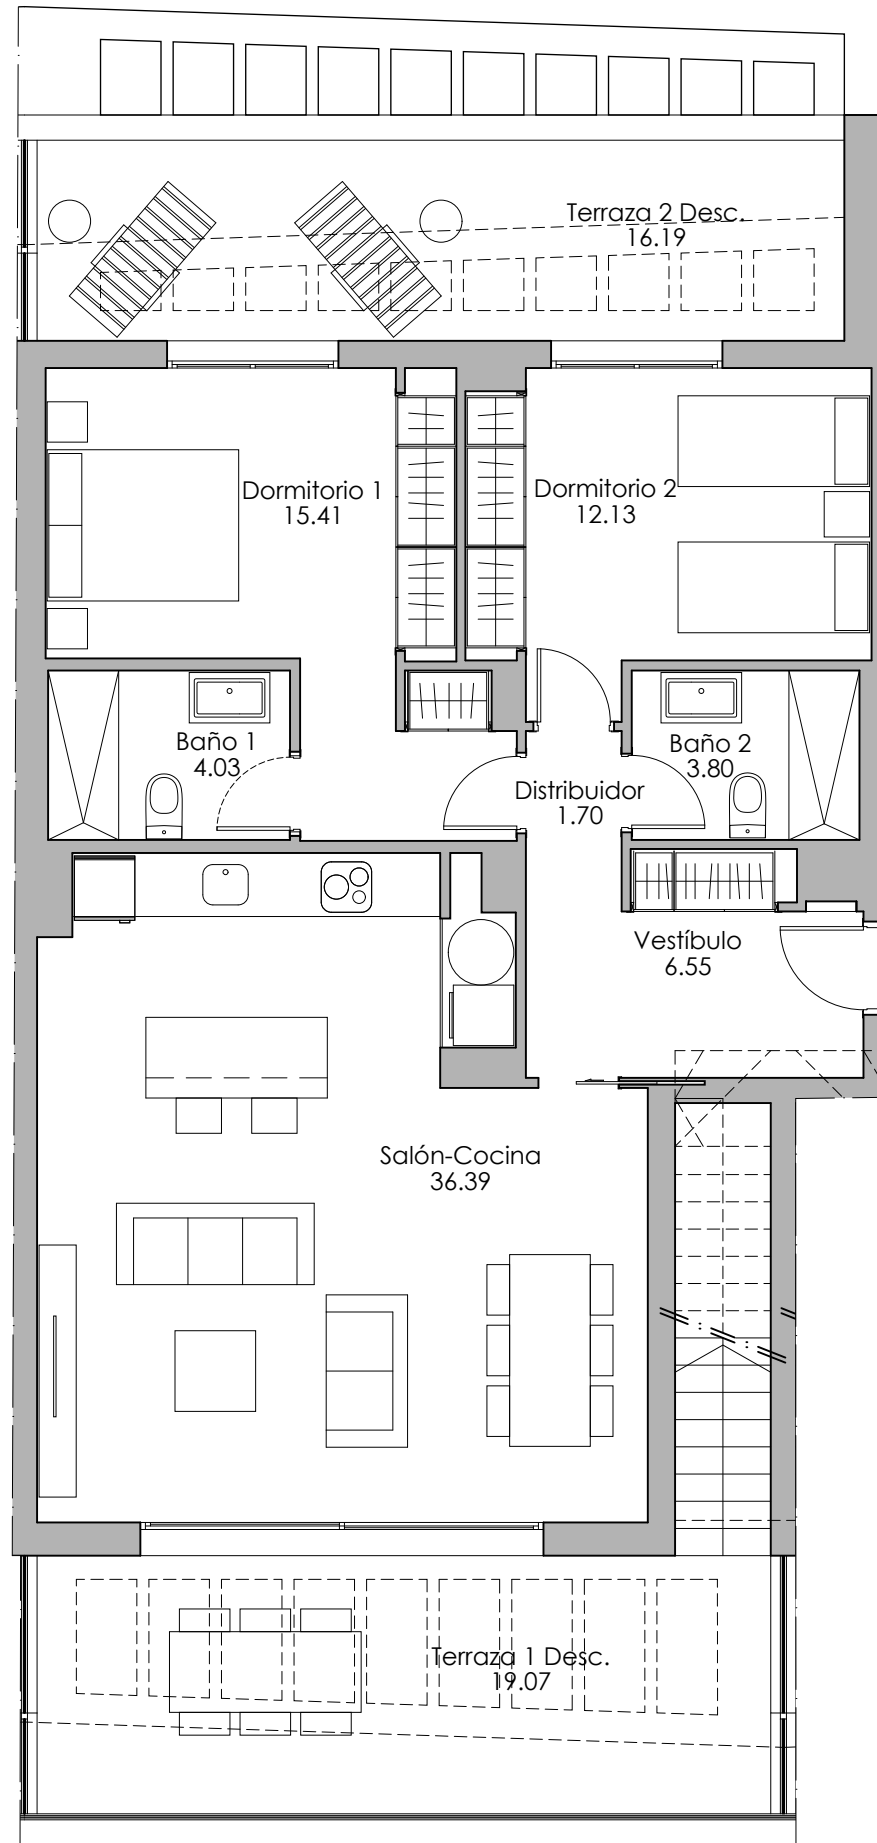 Terraza 2 Desc.
16.19
Dormitorio 1
15.41
Dormitorio 2
12.13
Baño 1
4.03
Baño 2
3.80
Distribuidor
1.70
Vestíbulo
6.55
Salón-Cocina
36.39
Terraza 1 Desc.
19.07